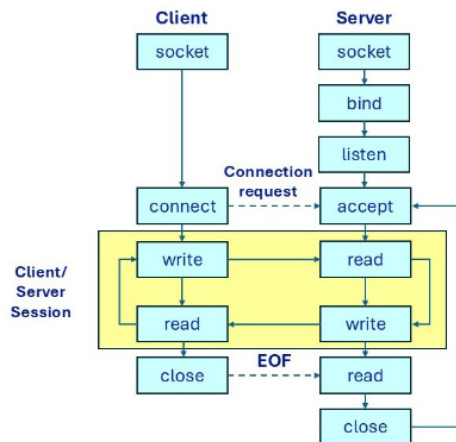 Client Server
socket socket
bind
listen
Connection
request
connect accept
write read
Client/
Server
Session
read write
EOF
close read
close